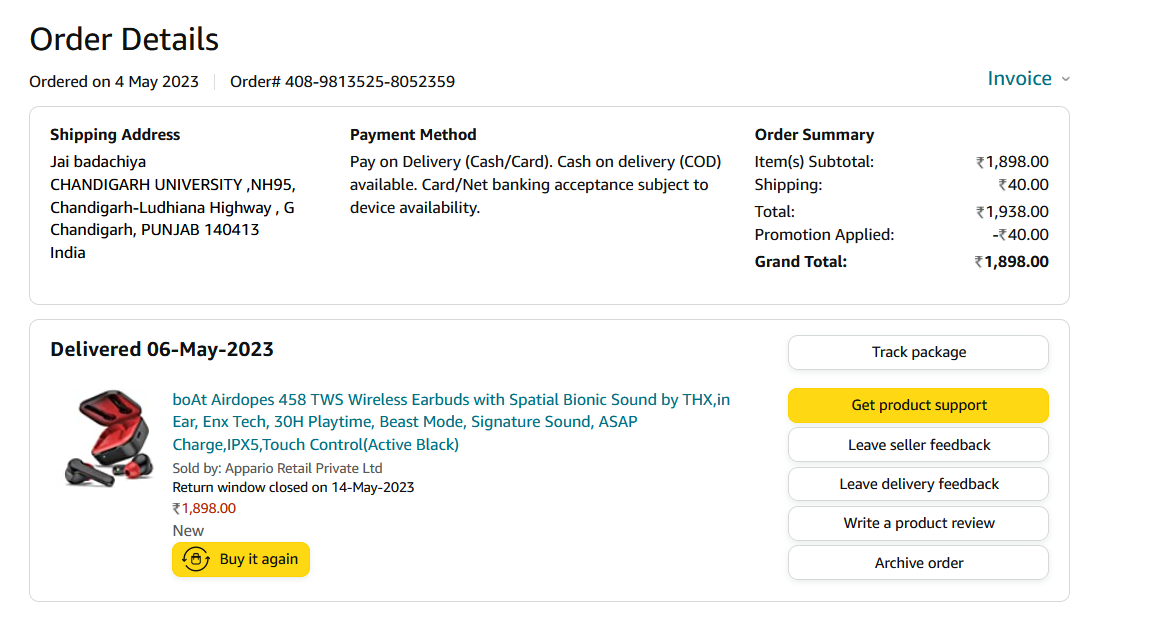 Order Details
Ordered on 4 May 2023
Order# 408-9813525-8052359
Invoice
Shipping Address
Jai badachiya
CHANDIGARH UNIVERSITY ,NH95,
Chandigarh-Ludhiana Highway , G
Chandigarh, PUNJAB 140413
India
Payment Method
Pay on Delivery (Cash/Card). Cash on delivery (COD)
available. Card/Net banking acceptance subject to
device availability.
Order Summary
Item(s) Subtotal: ₹1,898.00
Shipping: ₹40.00
Total: ₹1,938.00
Promotion Applied: -₹40.00
Grand Total: ₹1,898.00
Delivered 06-May-2023
boAt Airdopes 458 TWS Wireless Earbuds with Spatial Bionic Sound by THX,in
Ear, Enx Tech, 30H Playtime, Beast Mode, Signature Sound, ASAP
Charge,IPX5,Touch Control(Active Black)
Sold by: Appario Retail Private Ltd
Return window closed on 14-May-2023
₹1,898.00
New
Buy it again
Track package
Get product support
Leave seller feedback
Leave delivery feedback
Write a product review
Archive order